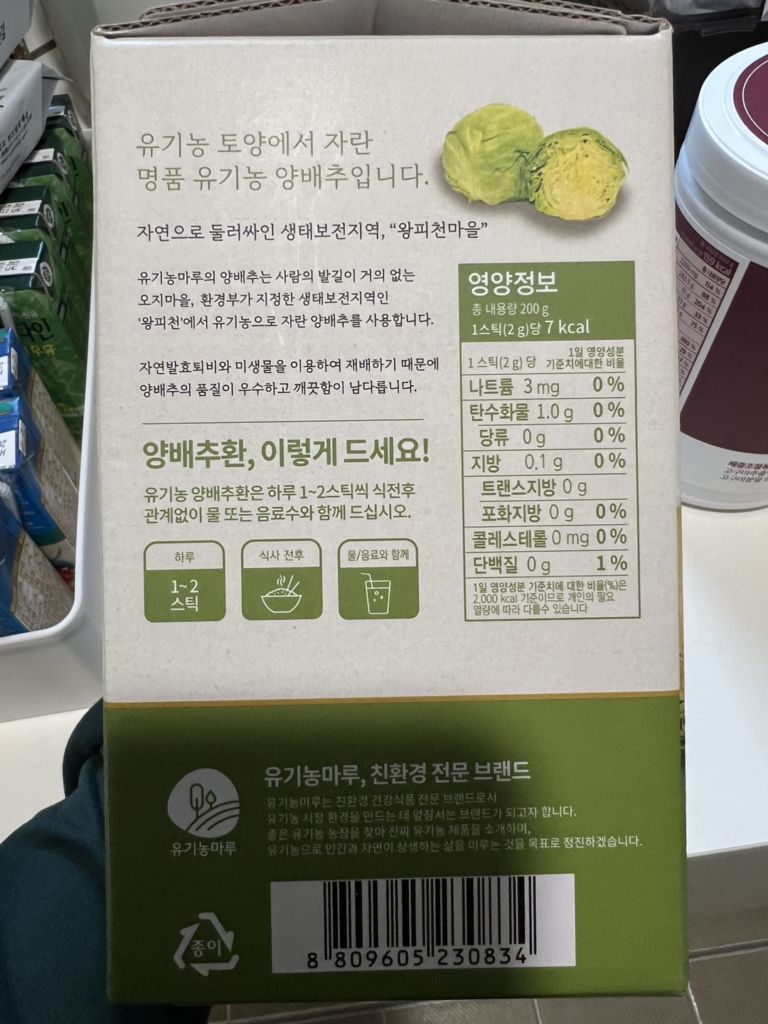 유기농 토양에서 자란
명품 유기농 양배추입니다.
자연으로 둘러싸인 생태보전지역, “왕피천마을”
유기농마루의 양배추는 사람의 발길이 거의 없는
오지마을, 환경부가 지정한 생태보전지역인
'왕피천'에서 유기농으로 자란 양배추를 사용합니다.
자연발효퇴비와 미생물을 이용하여 재배하기 때문에
양배추의 품질이 우수하고 깨끗함이 남다릅니다.
양배추환, 이렇게 드세요!
유기농 양배추환은 하루 1~2스틱씩 식전후
관계없이 물 또는 음료수와 함께 드십시오.
하루
1~2
스틱
식사 전후
물/음료와 함께
영양정보
총 내용량 200 g
1스틱(2 g)당 7 kcal
1 스틱(2 g) 당 1일 영양성분
기준치에대한 비율
나트륨 3 mg 0 %
탄수화물 1.0 g 0 %
당류 0 g 0 %
지방 0.1 g 0 %
트랜스지방 0 g
포화지방 0 g 0 %
콜레스테롤 0 mg 0 %
단백질 0 g 1 %
1일 영양성분 기준치에 대한 비율(%)은
2,000 kcal 기준이므로 개인의 필요
열량에 따라 다를수 있습니다
유기농마루, 친환경 전문 브랜드
유기농마루는 친환경 건강식품 전문 브랜드로서
유기농 시장 환경을 만드는 데 앞장서는 브랜드가 되고자 합니다.
좋은 유기농 농장을 찾아 진짜 유기농 제품을 소개하며,
유기농으로 인간과 자연이 상생하는 삶을 이루는 것을 목표로 정진하겠습니다.
유기농마루
종이
8 809605 230834